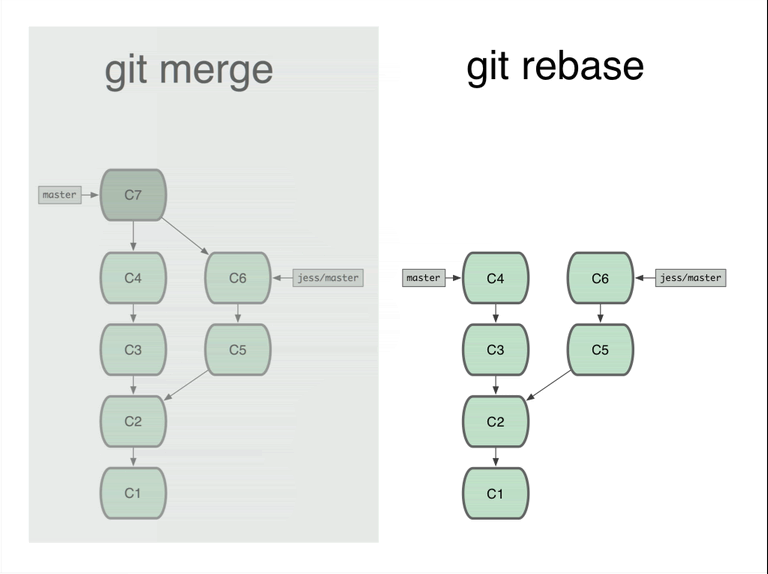 git merge
master
C7
C4
C6
jess/master
C3
C5
C2
C1
git rebase
master
C4
C6
jess/master
C3
C5
C2
C1